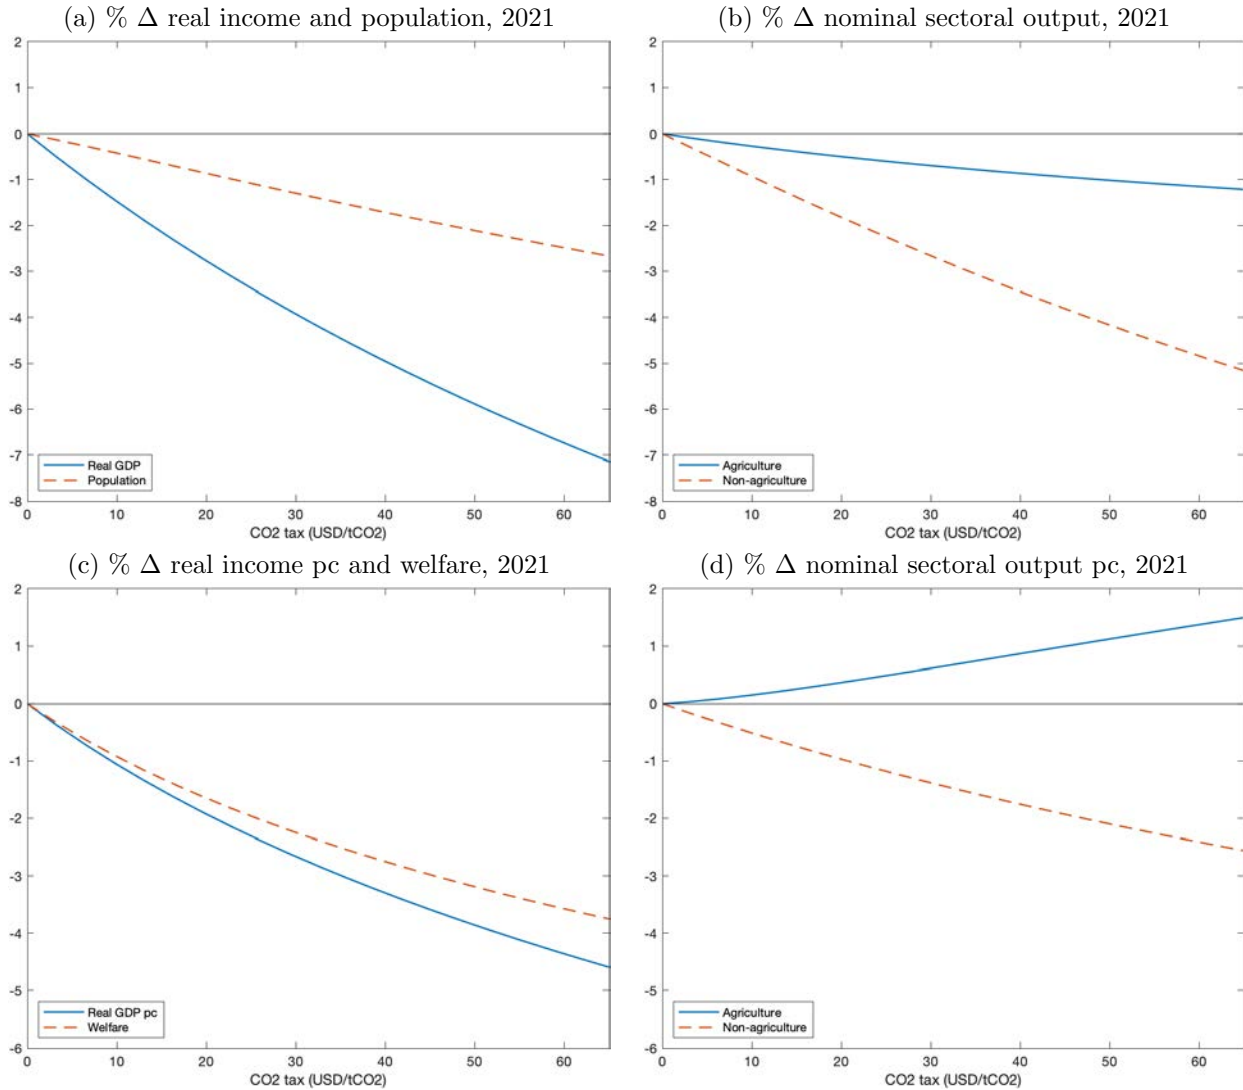 (a) % Δ real income and population, 2021
2
1
0
-1
-2
-3
-4
-5
-6
-7
-8
Real GDP
Population
0 10 20 30 40 50 60
CO2 tax (USD/tCO2)
(b) % Δ nominal sectoral output, 2021
2
1
0
-1
-2
-3
-4
-5
-6
-7
-8
Agriculture
Non-agriculture
0 10 20 30 40 50 60
CO2 tax (USD/tCO2)
(c) % Δ real income pc and welfare, 2021
2
1
0
-1
-2
-3
-4
-5
-6
Real GDP pc
Welfare
0 10 20 30 40 50 60
CO2 tax (USD/tCO2)
(d) % Δ nominal sectoral output pc, 2021
2
1
0
-1
-2
-3
-4
-5
-6
Agriculture
Non-agriculture
0 10 20 30 40 50 60
CO2 tax (USD/tCO2)